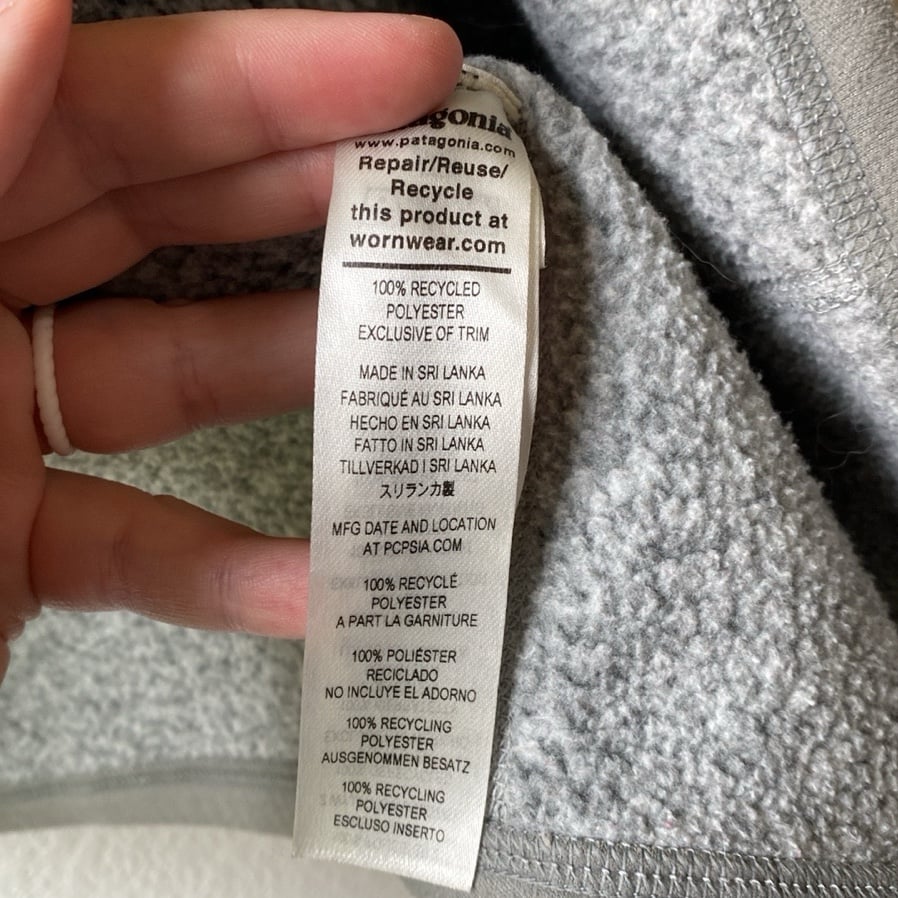 www.patagonia.com
Repair/Reuse/
Recycle
this product at
wornwear.com
100% RECYCLED
POLYESTER
EXCLUSIVE OF TRIM
MADE IN SRI LANKA
FABRIQUÉ AU SRI LANKA
HECHO EN SRI LANKA
FATTO IN SRI LANKA
TILLVERKAD I SRI LANKA
スリランカ製
MFG DATE AND LOCATION
AT PCPSIA.COM
100% RECYCLÉ
POLYESTER
A PART LA GARNITURE
100% POLIÉSTER
RECICLADO
NO INCLUYE EL ADORNO
100% RECYCLING
POLYESTER
AUSGENOMMEN BESATZ
100% RECYCLING
POLYESTER
ESCLUSO INSERTO